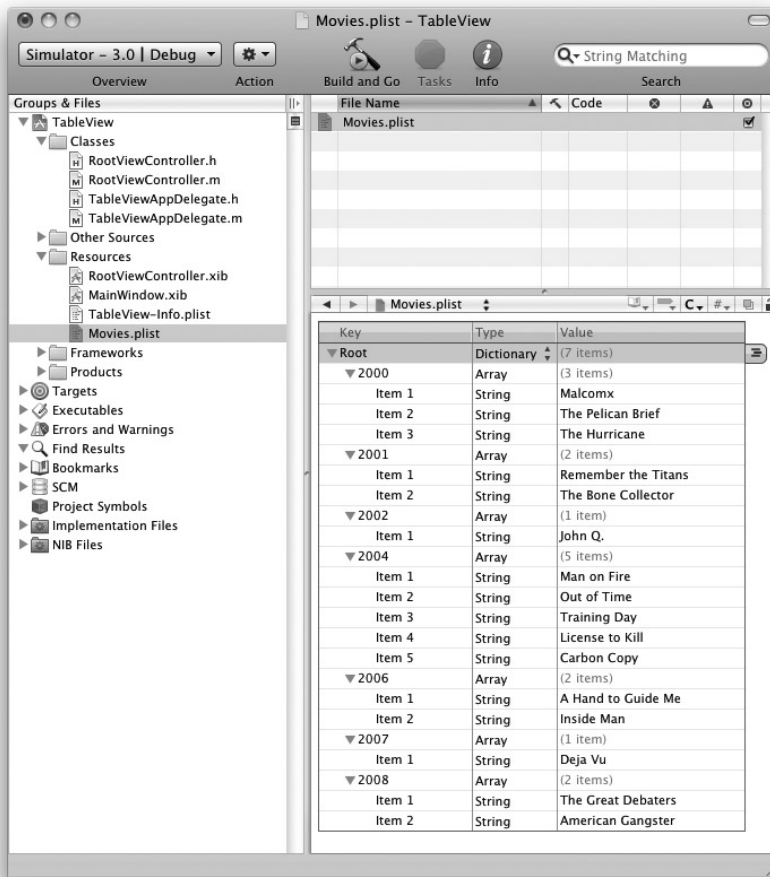 Movies.plist – TableView
Simulator – 3.0 | Debug
Overview
Action
Build and Go
Tasks
Info
String Matching
Search
Groups & Files
TableView
Classes
RootViewController.h
RootViewController.m
TableViewAppDelegate.h
TableViewAppDelegate.m
Other Sources
Resources
RootViewController.xib
MainWindow.xib
TableView-Info.plist
Movies.plist
Frameworks
Products
Targets
Executables
Errors and Warnings
Find Results
Bookmarks
SCM
Project Symbols
Implementation Files
NIB Files
File Name Code
Movies.plist
Movies.plist C #
Key Type Value
Root Dictionary (7 items)
2000 Array (3 items)
Item 1 String Malcomx
Item 2 String The Pelican Brief
Item 3 String The Hurricane
2001 Array (2 items)
Item 1 String Remember the Titans
Item 2 String The Bone Collector
2002 Array (1 item)
Item 1 String John Q.
2004 Array (5 items)
Item 1 String Man on Fire
Item 2 String Out of Time
Item 3 String Training Day
Item 4 String License to Kill
Item 5 String Carbon Copy
2006 Array (2 items)
Item 1 String A Hand to Guide Me
Item 2 String Inside Man
2007 Array (1 item)
Item 1 String Deja Vu
2008 Array (2 items)
Item 1 String The Great Debaters
Item 2 String American Gangster